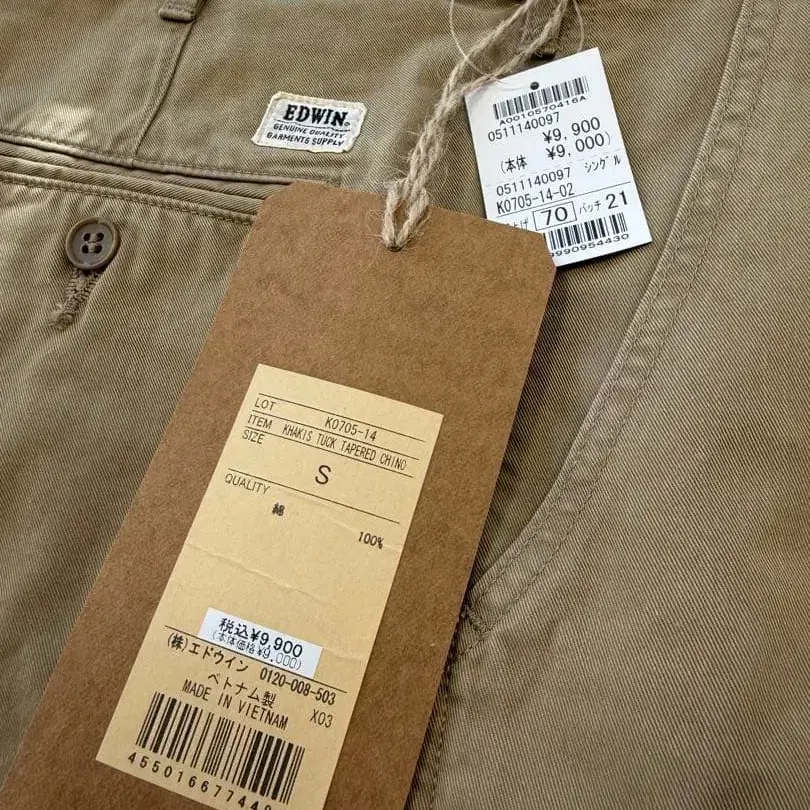 EDWIN
GENUINE QUALITY
GARMENTS SUPPLY
A0010570416A
0511140097
¥9,900
(本体 ¥9,000)
0511140097 シングル
K0705-14-02
70 パッチ 21
9990954430
LOT K0705-14
ITEM KHAKIS TUCK TAPERED CHINO
SIZE
S
QUALITY
綿
100%
税込¥9,900
(本体価格¥9,000)
(株)エドウイン 0120-008-503
ベトナム製
MADE IN VIETNAM X03